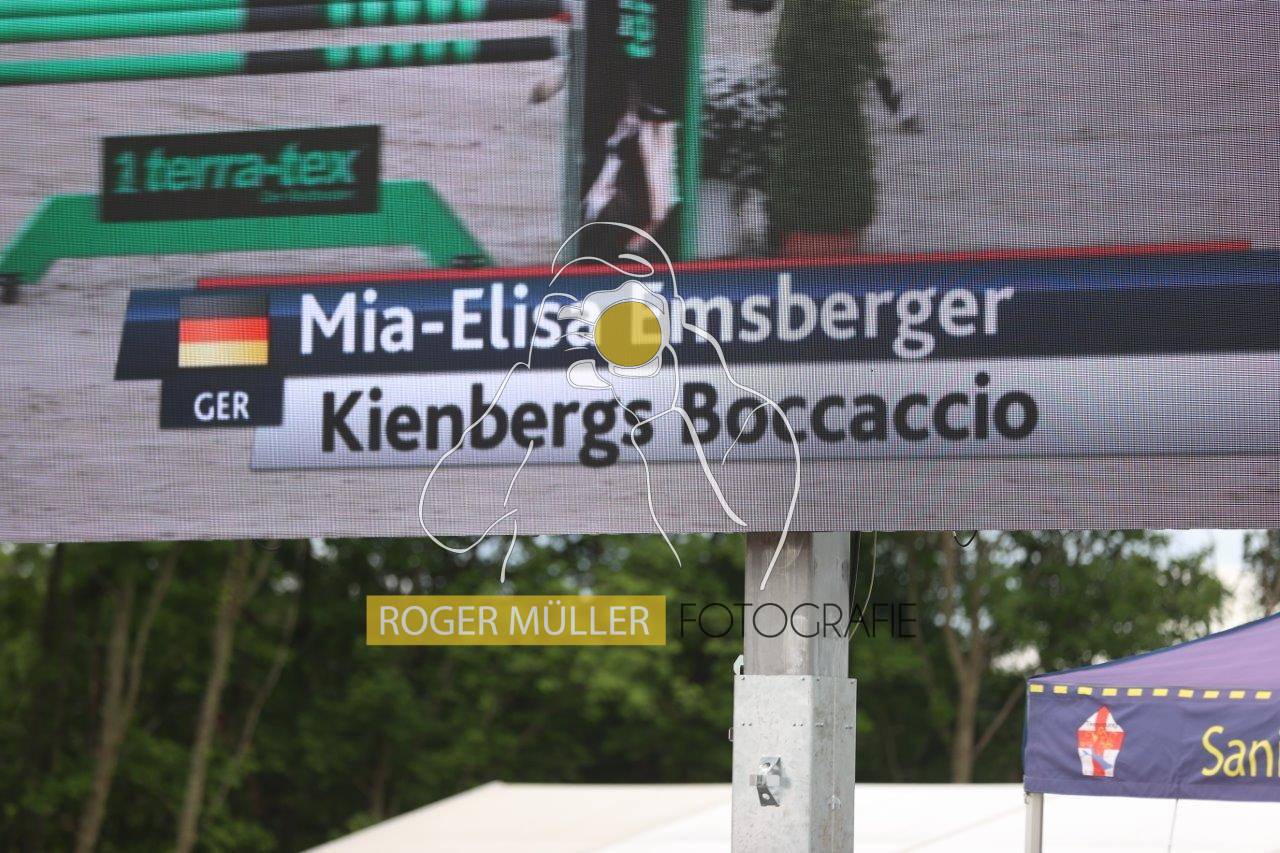 1 terra-tex
Mia-Elisa Emsberger
GER
Kienbergs Boccaccio
ROGER MÜLLER FOTOGRAFIE
Sani